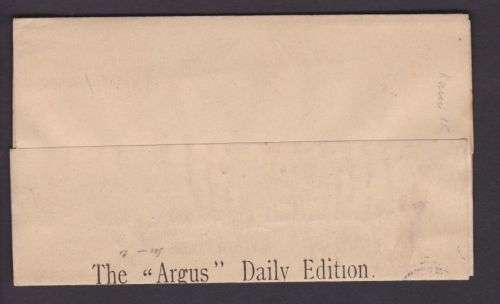 The “Argus” Daily Edition.